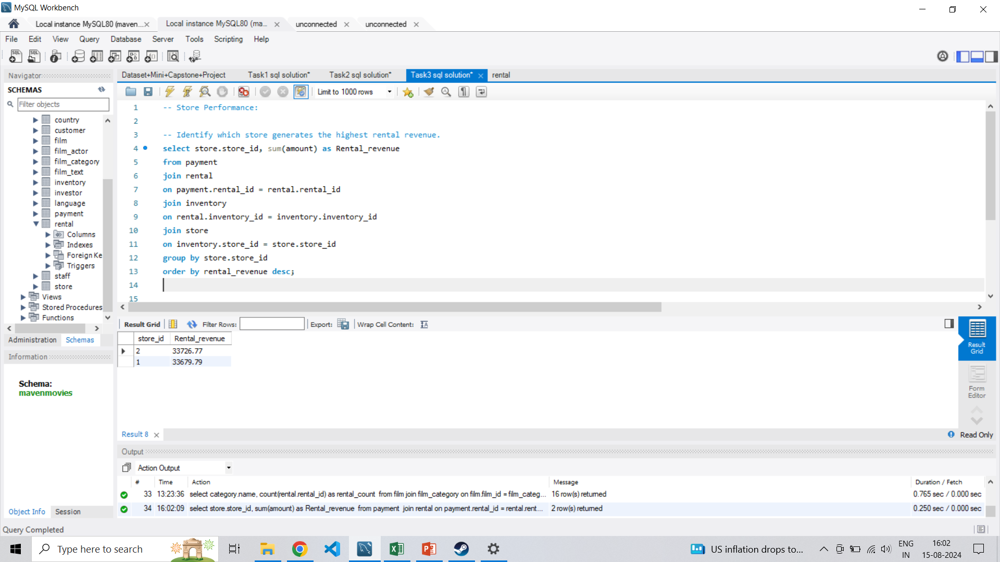 MySQL Workbench
Local instance MySQL80 (maven...
Local instance MySQL80 (ma...
unconnected
unconnected
File Edit View Query Database Server Tools Scripting Help
Navigator
SCHEMAS
Filter objects
country
customer
film
film_actor
film_category
film_text
inventory
investor
language
payment
rental
Columns
Indexes
Foreign Ke
Triggers
staff
store
Views
Stored Procedures
Functions
Administration Schemas
Information
Schema:
mavenmovies
Object Info Session
Query Completed
Dataset+Mini+Capstone+Project Task1 sql solution* Task2 sql solution* Task3 sql solution* rental
Limit to 1000 rows
1 -- Store Performance:
2
3 -- Identify which store generates the highest rental revenue.
4 select store.store_id, sum(amount) as Rental_revenue
5 from payment
6 join rental
7 on payment.rental_id = rental.rental_id
8 join inventory
9 on rental.inventory_id = inventory.inventory_id
10 join store
11 on inventory.store_id = store.store_id
12 group by store.store_id
13 order by rental_revenue desc;
14
15
Result Grid Filter Rows: Export: Wrap Cell Content:
store_id Rental_revenue
2 33726.77
1 33679.79
Result Grid
Form Editor
Result 8
Read Only
Output
Action Output
# Time Action Message Duration / Fetch
33 13:23:36 select category.name, count(rental.rental_id) as rental_count from film join film_category on film.film_id = film_categ... 16 row(s) returned 0.765 sec / 0.000 sec
34 16:02:09 select store.store_id, sum(amount) as Rental_revenue from payment join rental on payment.rental_id = rental.rent... 2 row(s) returned 0.250 sec / 0.000 sec
Type here to search
US inflation drops to...
ENG
IN
16:02
15-08-2024